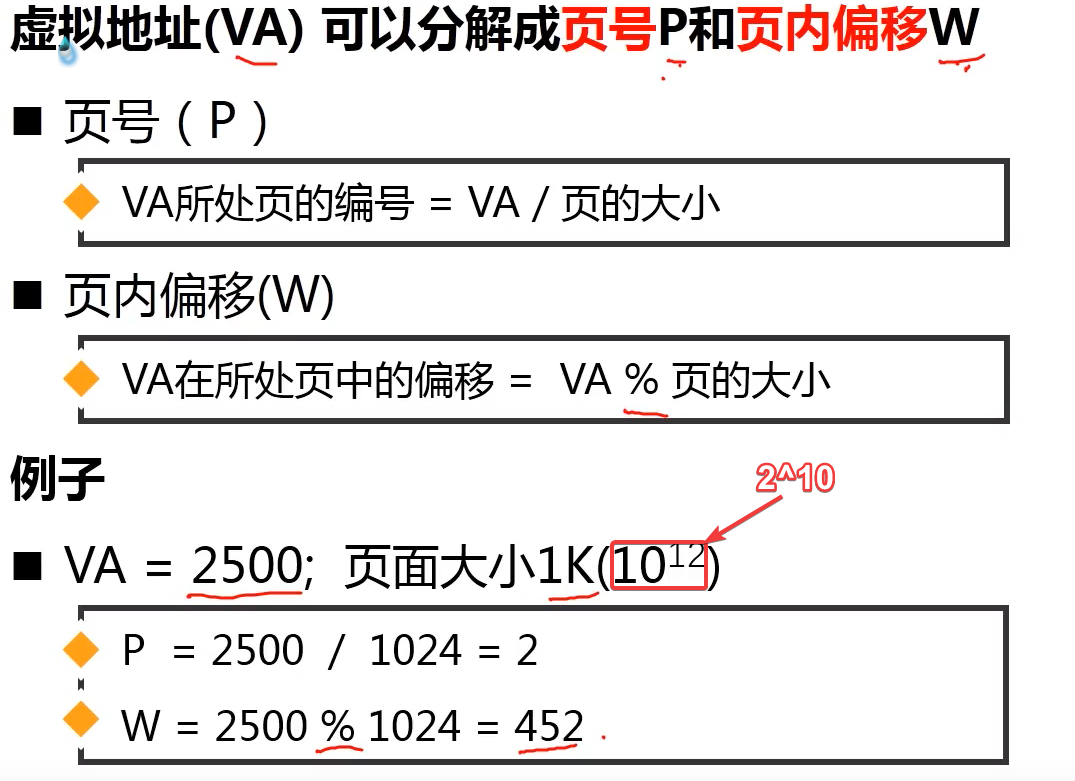 虚拟地址(VA) 可以分解成页号P和页内偏移W
■ 页号（P）
◆ VA所处页的编号 = VA / 页的大小
■ 页内偏移(W)
◆ VA在所处页中的偏移 = VA % 页的大小
例子
2^10
■ VA = 2500; 页面大小1K(10¹²)
◆ P = 2500 / 1024 = 2
◆ W = 2500 % 1024 = 452